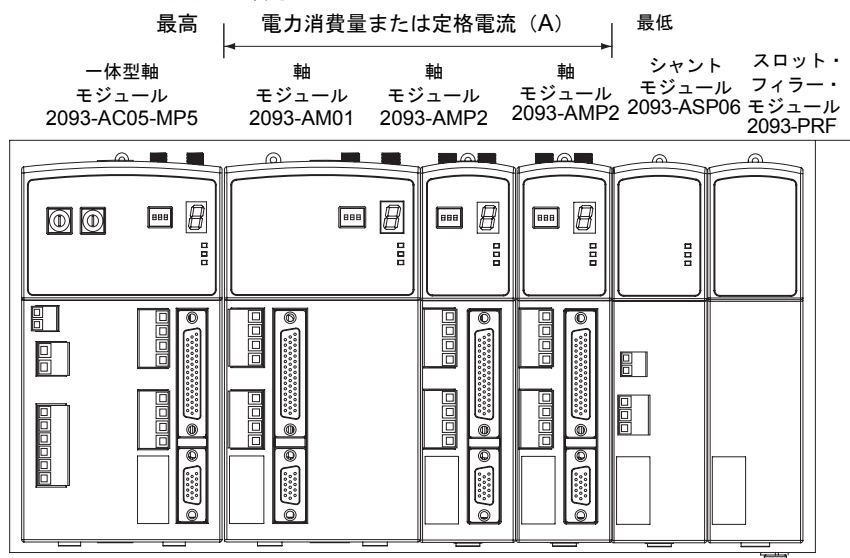 最高
電力消費量または定格電流（A）
最低
一体型軸
モジュール
2093-AC05-MP5
軸
モジュール
2093-AM01
軸
モジュール
2093-AMP2
軸
モジュール
2093-AMP2
シャント
モジュール
2093-ASP06
スロット・
フィラー・
モジュール
2093-PRF